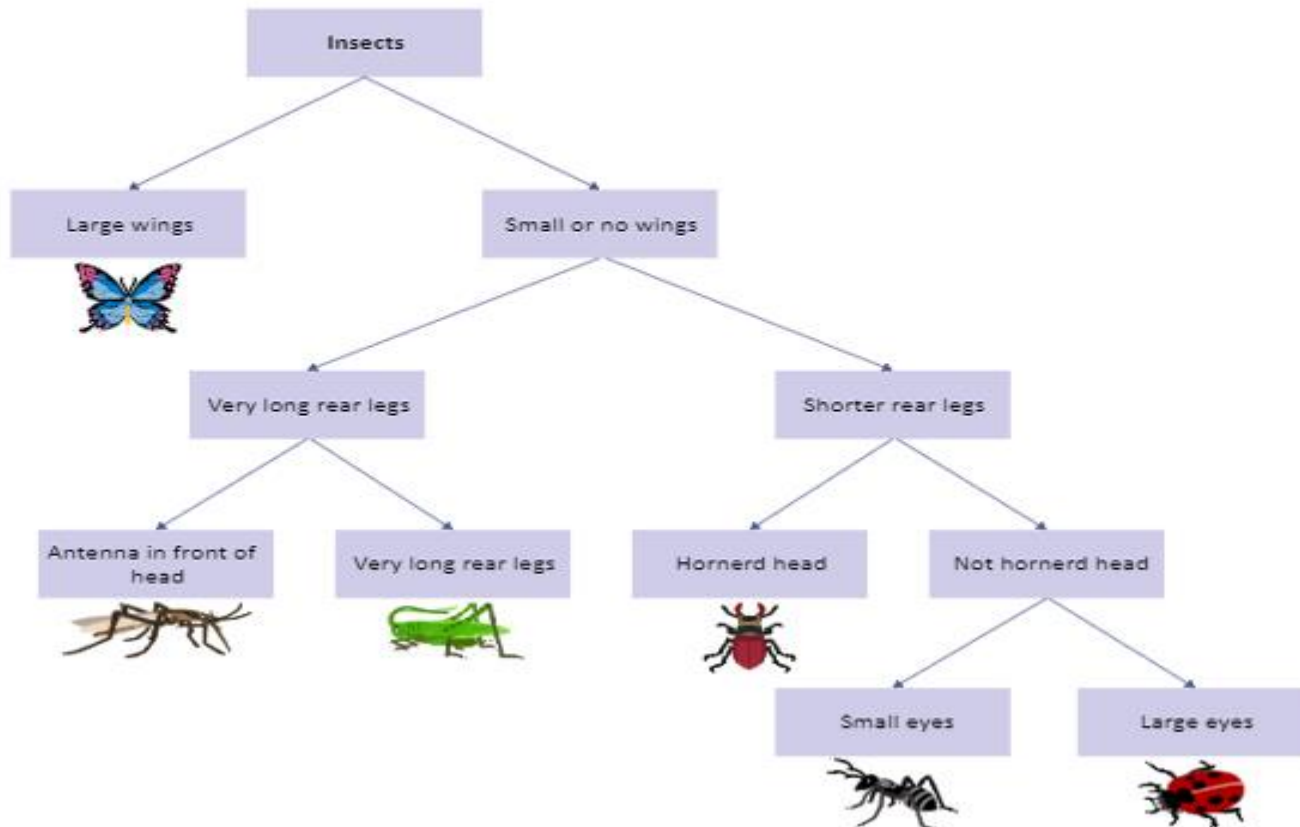 Insects
Large wings
Small or no wings
Very long rear legs
Shorter rear legs
Antenna in front of
head
Very long rear legs
Hornerd head
Not hornerd head
Small eyes
Large eyes